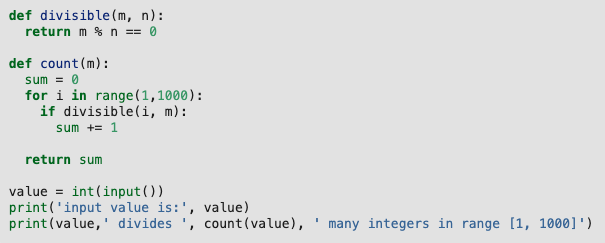 def divisible(m, n):
  return m % n == 0

def count(m):
  sum = 0
  for i in range(1,1000):
    if divisible(i, m):
      sum += 1

  return sum

value = int(input())
print('input value is:', value)
print(value,' divides ', count(value), ' many integers in range [1, 1000]')